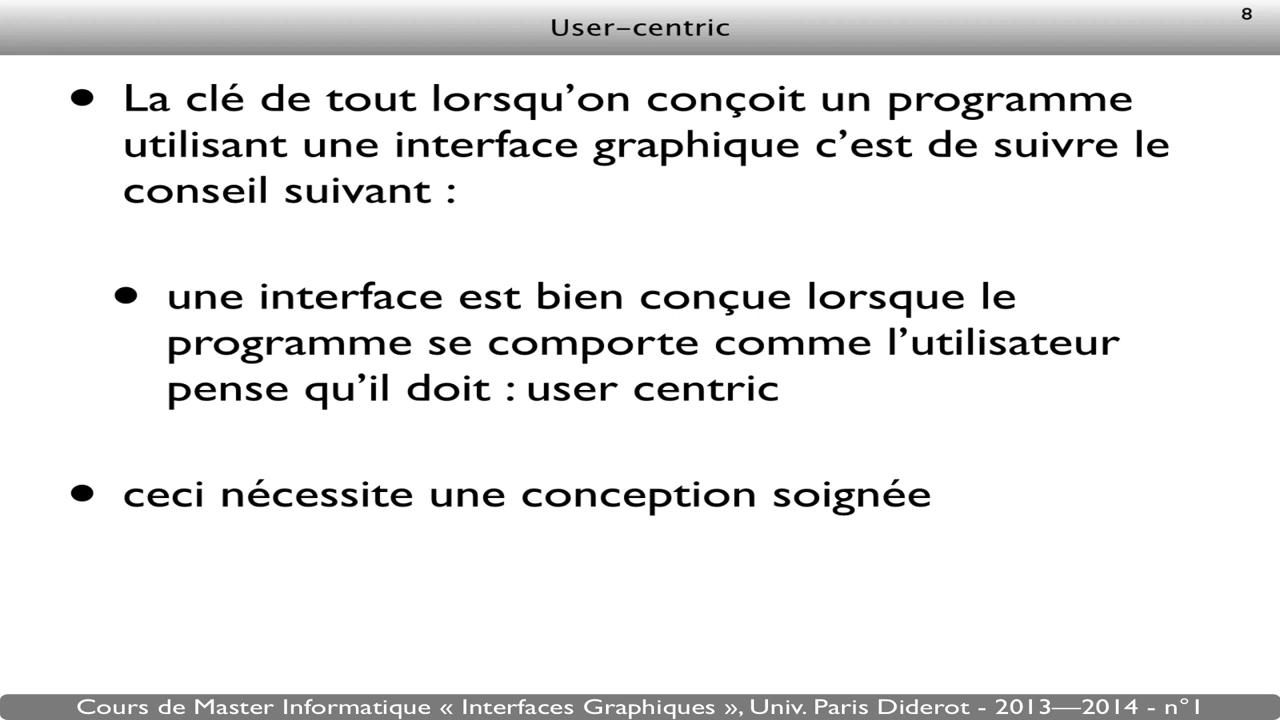 User-centric
8
• La clé de tout lorsqu’on conçoit un programme
utilisant une interface graphique c’est de suivre le
conseil suivant :
• une interface est bien conçue lorsque le
programme se comporte comme l’utilisateur
pense qu’il doit : user centric
• ceci nécessite une conception soignée
Cours de Master Informatique « Interfaces Graphiques », Univ. Paris Diderot - 2013—2014 - n°1